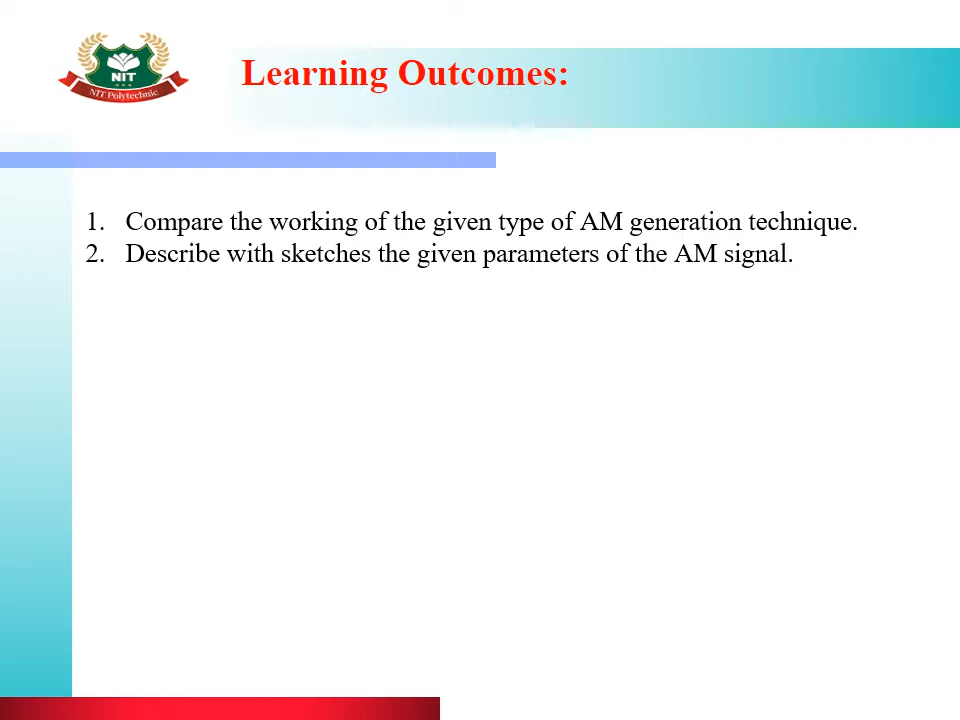 NIT
NIT Polytechnic
Learning Outcomes:
1. Compare the working of the given type of AM generation technique.
2. Describe with sketches the given parameters of the AM signal.